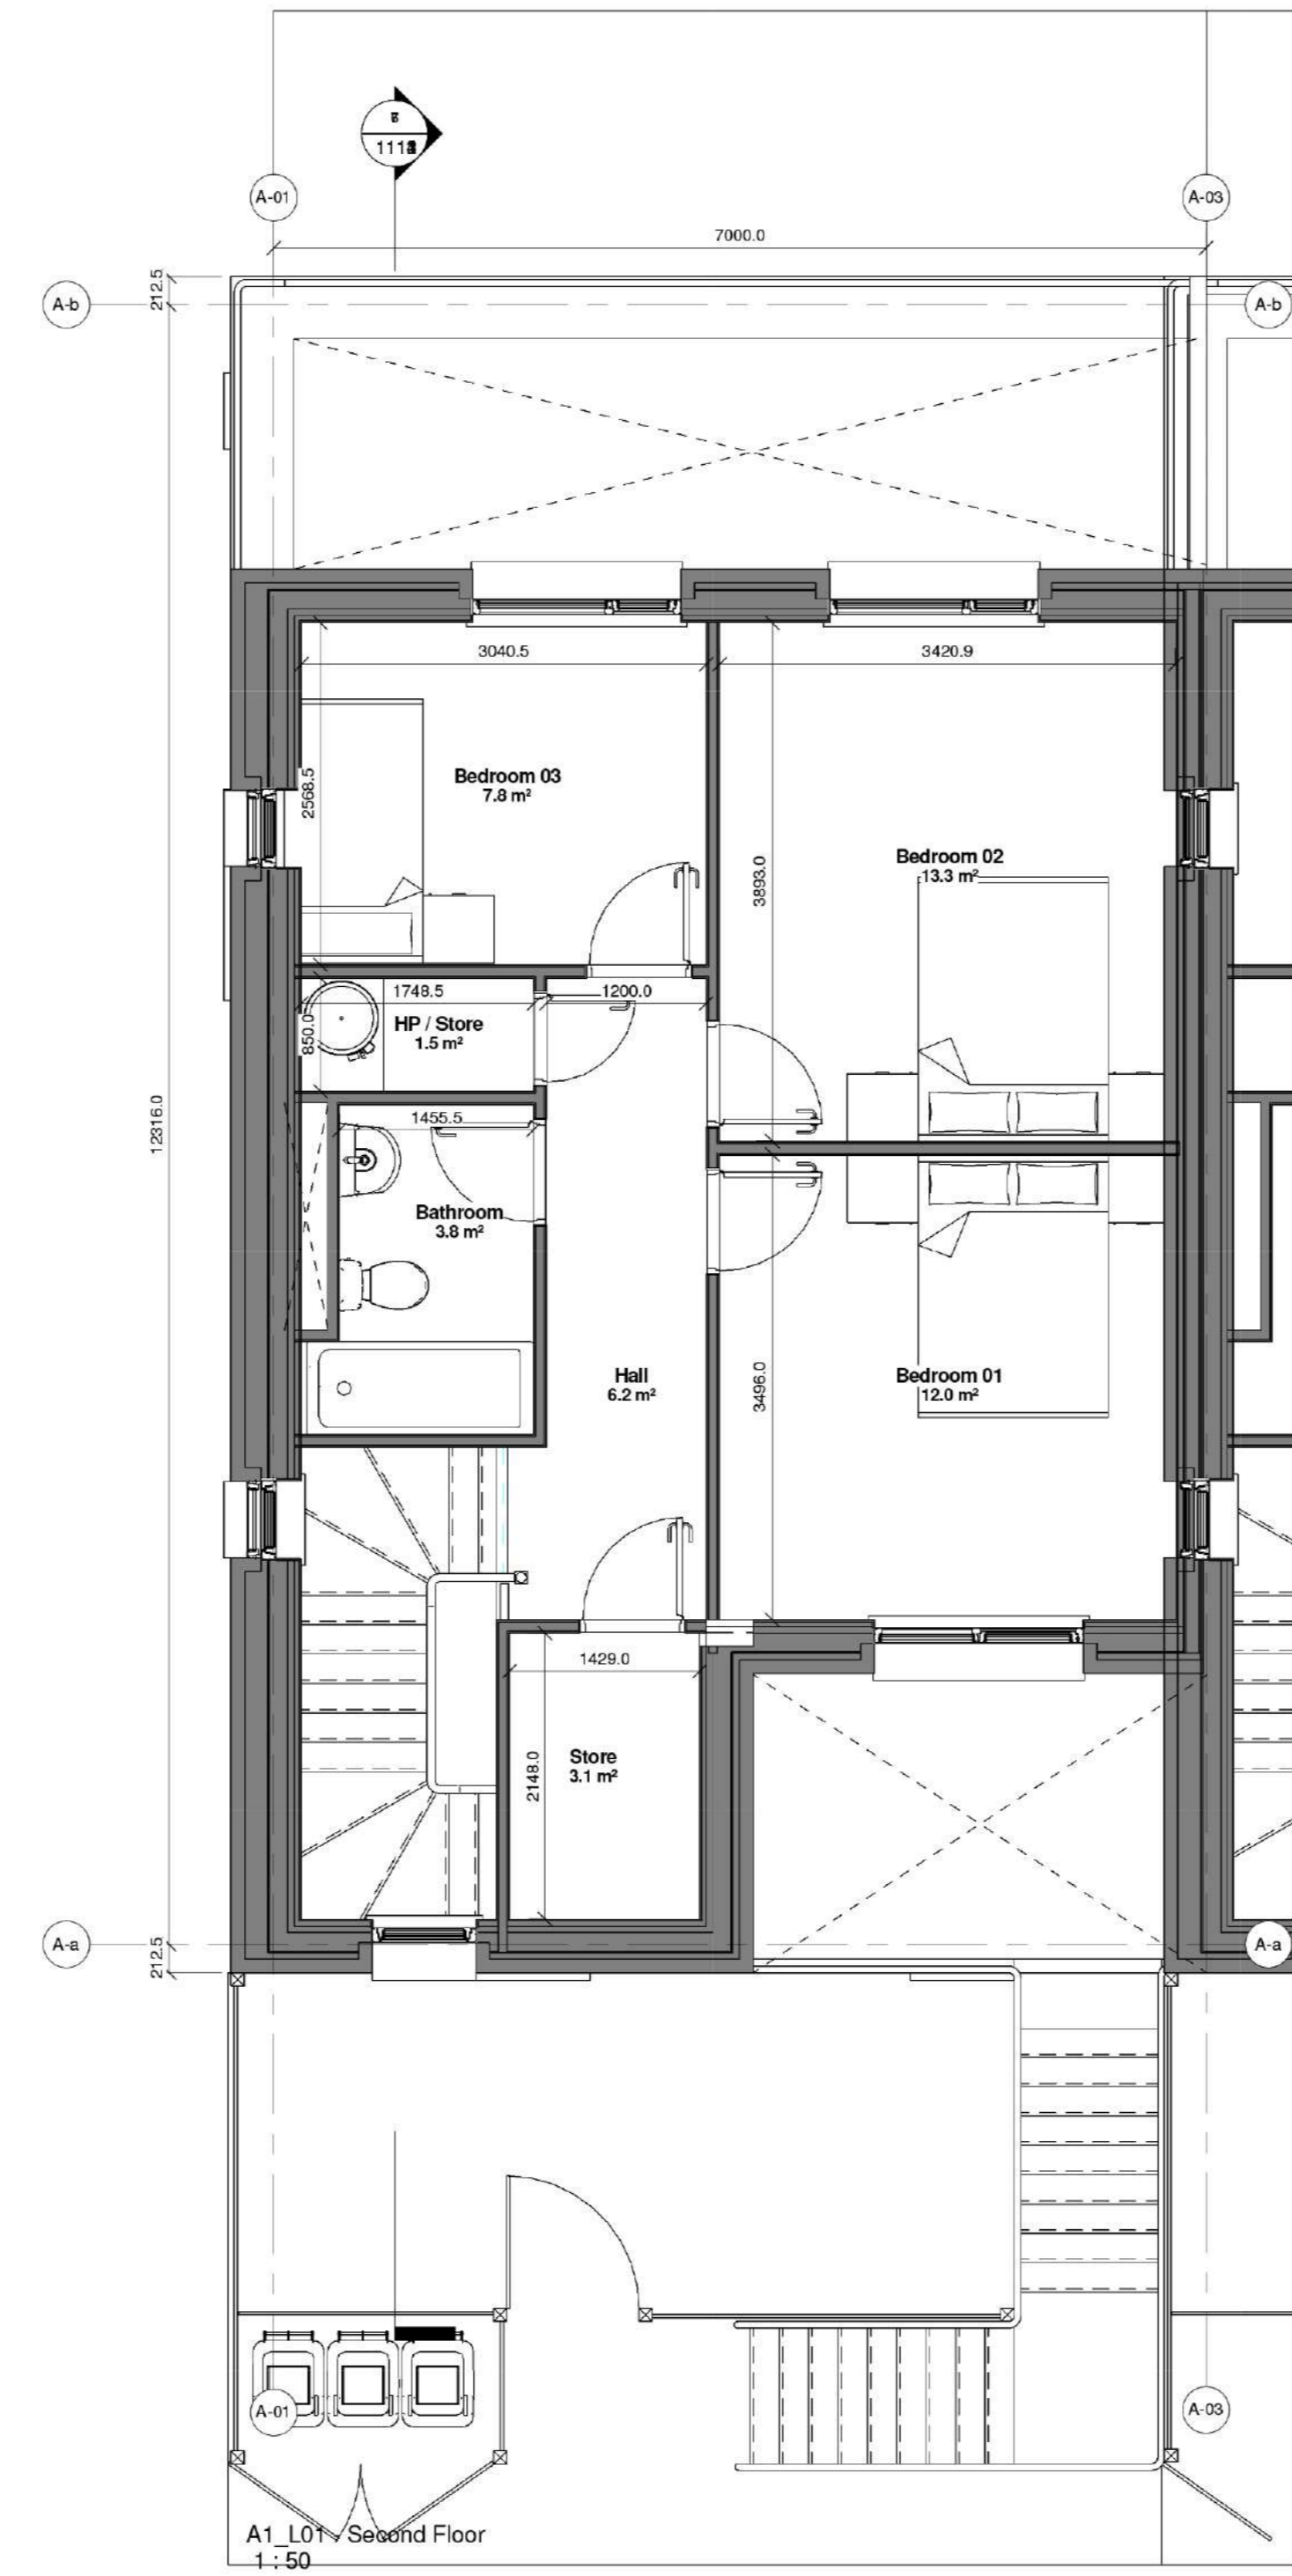 A-01
A-03
7000.0
212.5
A-b
A-b
3040.5
3420.9
Bedroom 03
7.8 m²
2568.5
Bedroom 02
13.3 m²
3893.0
1748.5
1200.0
HP / Store
1.5 m²
850.0
12316.0
1455.5
Bathroom
3.8 m²
Hall
6.2 m²
Bedroom 01
12.0 m²
3496.0
1429.0
Store
3.1 m²
2148.0
A-a
A-a
212.5
A-01
A-03
A1_L01 - Second Floor
1 : 50